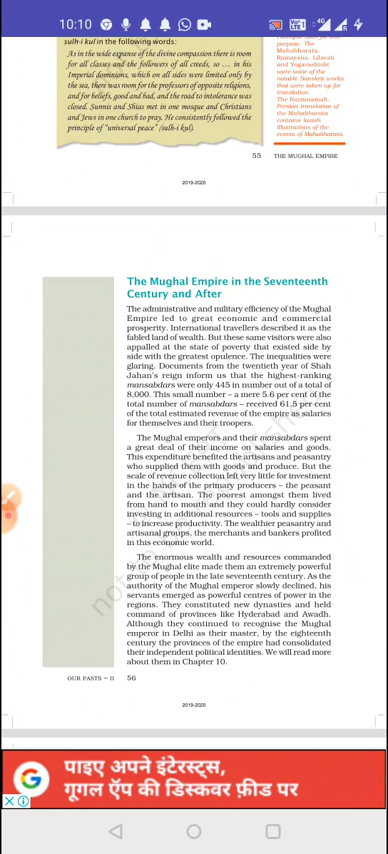 10:10
sulh-i kul in the following words:
As in the wide expanse of the divine compassion there is room
for all classes and the followers of all creeds, so ... in his
Imperial dominions, which on all sides were limited only by
the sea, there was room for the professors of opposite religions,
and for beliefs, good and bad, and the road to intolerance was
closed. Sunnis and Shias met in one mosque and Christians
and Jews in one church to pray. He consistently followed the
principle of “universal peace” (sulh-i kul).
purpose. The
Mahabharata,
Ramayana, Lilavati
and Yogavashisht
were some of the
notable Sanskrit works
that were taken up for
translation.
The Razmnamah,
Persian translation of
the Mahabharata
contains lavish
illustrations of the
events of Mahabharata.
55 THE MUGHAL EMPIRE
2019-2020
The Mughal Empire in the Seventeenth
Century and After
The administrative and military efficiency of the Mughal
Empire led to great economic and commercial
prosperity. International travellers described it as the
fabled land of wealth. But these same visitors were also
appalled at the state of poverty that existed side by
side with the greatest opulence. The inequalities were
glaring. Documents from the twentieth year of Shah
Jahan’s reign inform us that the highest-ranking
mansabdars were only 445 in number out of a total of
8,000. This small number – a mere 5.6 per cent of the
total number of mansabdars – received 61.5 per cent
of the total estimated revenue of the empire as salaries
for themselves and their troopers.
The Mughal emperors and their mansabdars spent
a great deal of their income on salaries and goods.
This expenditure benefited the artisans and peasantry
who supplied them with goods and produce. But the
scale of revenue collection left very little for investment
in the hands of the primary producers – the peasant
and the artisan. The poorest amongst them lived
from hand to mouth and they could hardly consider
investing in additional resources – tools and supplies
– to increase productivity. The wealthier peasantry and
artisanal groups, the merchants and bankers profited
in this economic world.
The enormous wealth and resources commanded
by the Mughal elite made them an extremely powerful
group of people in the late seventeenth century. As the
authority of the Mughal emperor slowly declined, his
servants emerged as powerful centres of power in the
regions. They constituted new dynasties and held
command of provinces like Hyderabad and Awadh.
Although they continued to recognise the Mughal
emperor in Delhi as their master, by the eighteenth
century the provinces of the empire had consolidated
their independent political identities. We will read more
about them in Chapter 10.
OUR PASTS – II 56
2019-2020
पाइए अपने इंटरेस्ट्स,
गूगल ऍप की डिस्कवर फ़ीड पर